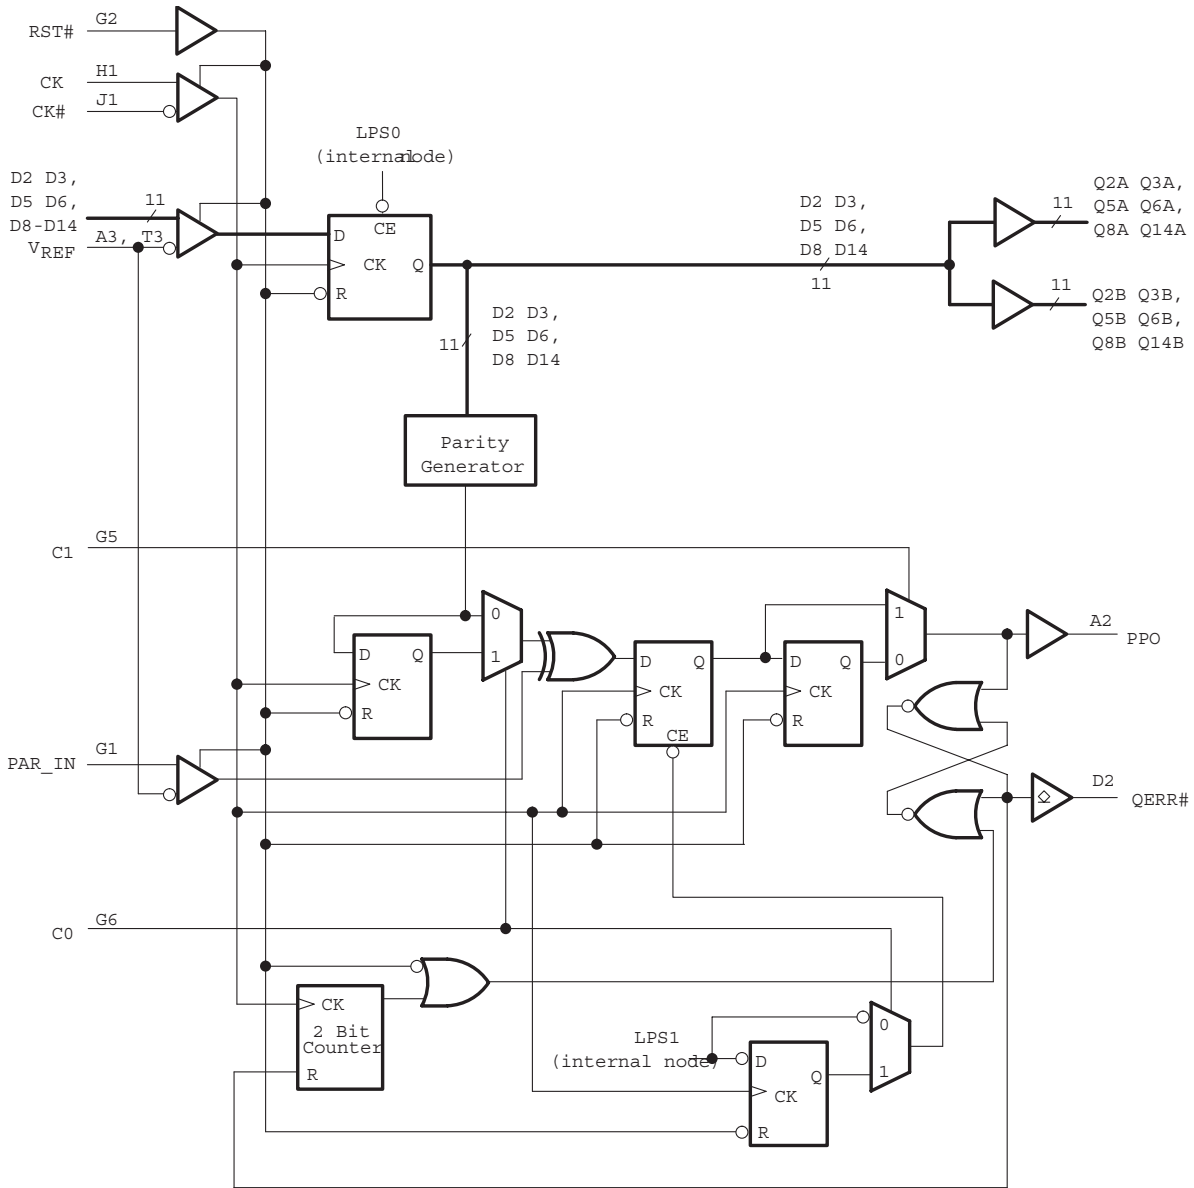 G2
RST#
H1
CK
J1
CK#
LPS0
(internal node)
D2 D3,
D5 D6,
D8-D14
11
VREF
A3, T3
D
CE
CK
Q
R
D2 D3,
D5 D6,
D8 D14
11
11
Q2A Q3A,
Q5A Q6A,
Q8A Q14A
11
Q2B Q3B,
Q5B Q6B,
Q8B Q14B
11
D2 D3,
D5 D6,
D8 D14
Parity
Generator
G5
C1
0
1
D
Q
CK
R
D
Q
CK
R
CE
D
Q
CK
R
1
0
A2
PPO
G1
PAR_IN
D2
QERR#
G6
C0
CK
2 Bit
Counter
R
LPS1
(internal node)
D
Q
CK
R
0
1